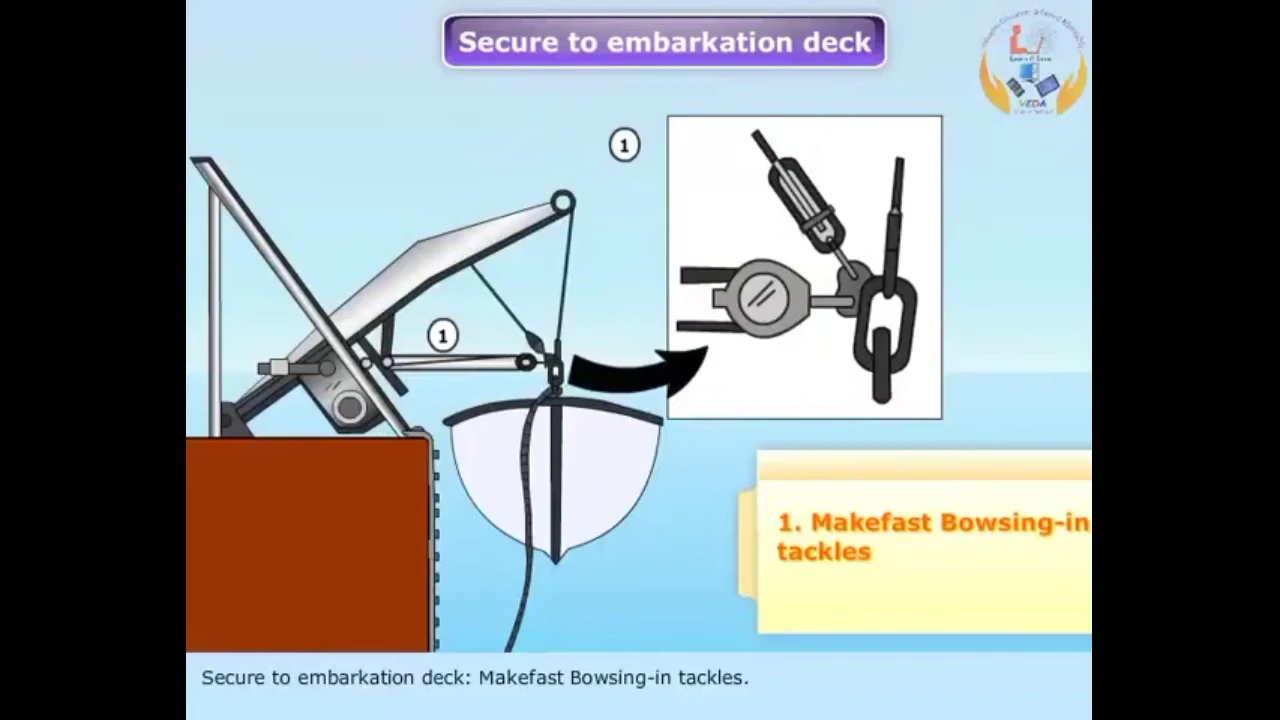 Secure to embarkation deck
1
1
VEDA
1. Makefast Bowsing-in
tackles
Secure to embarkation deck: Makefast Bowsing-in tackles.